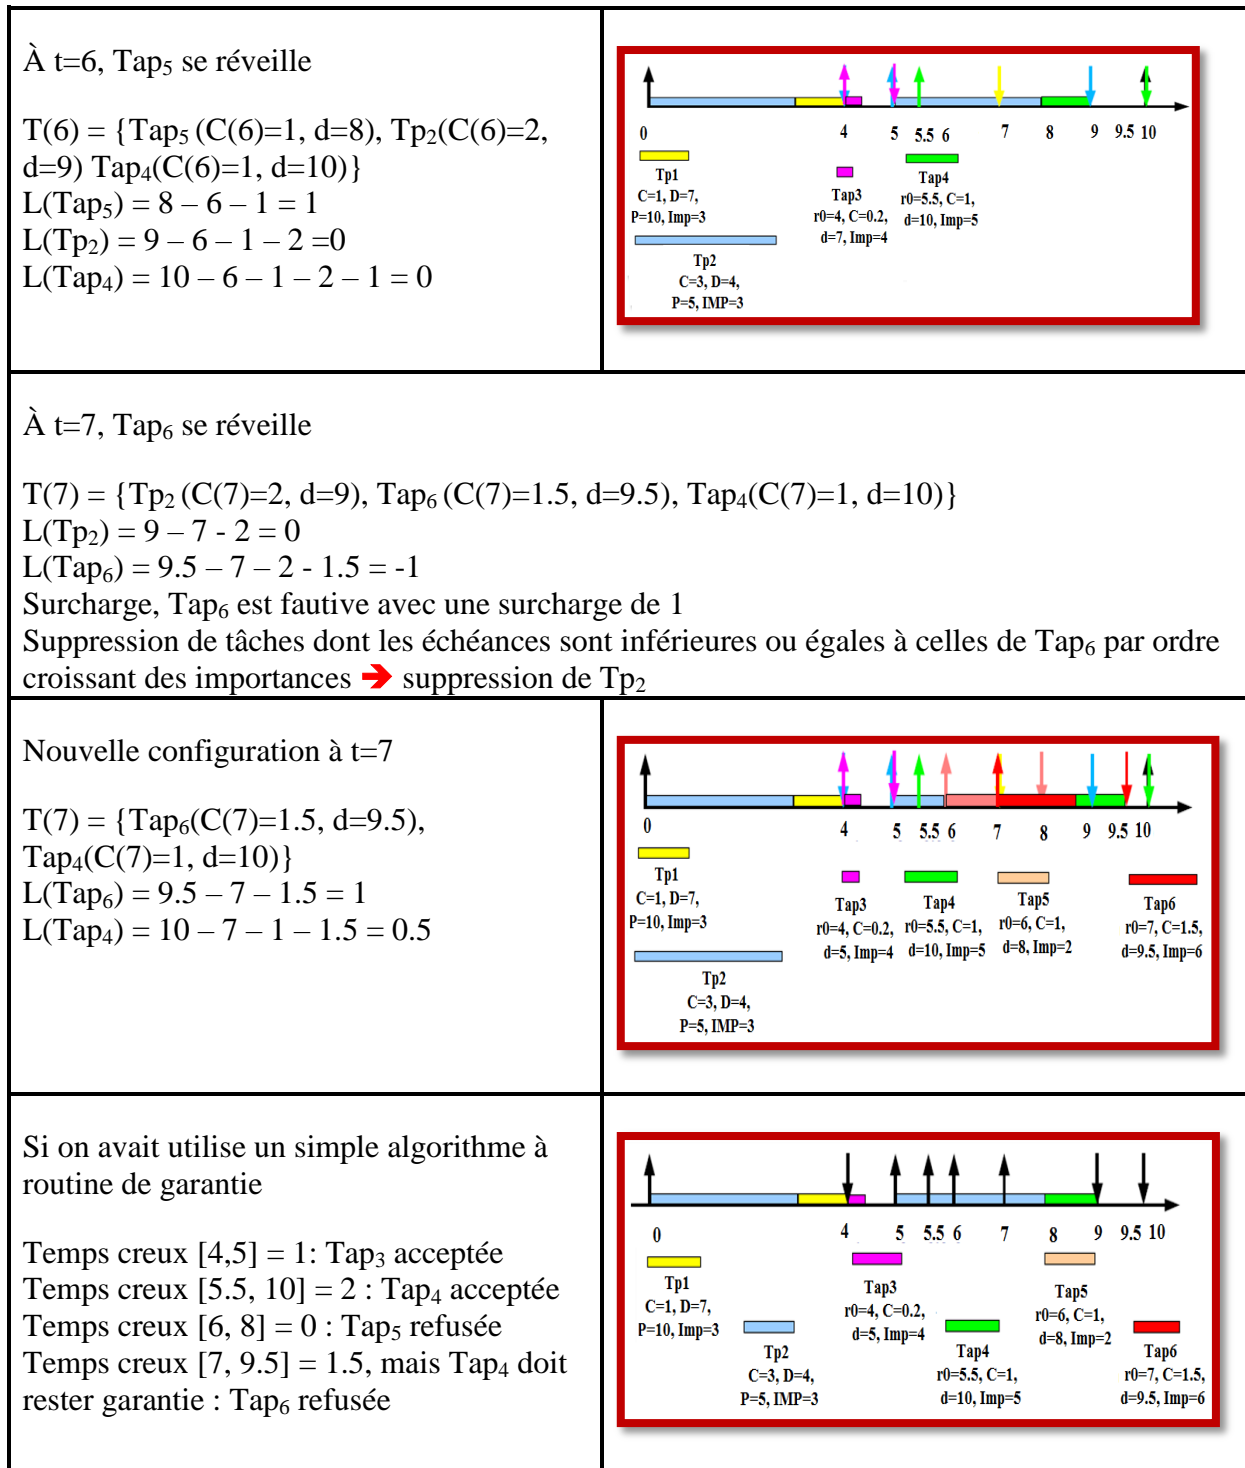 À t=6, Tap5 se réveille
T(6) = {Tap5 (C(6)=1, d=8), Tp2(C(6)=2,
d=9) Tap4(C(6)=1, d=10)}
L(Tap5) = 8 – 6 – 1 = 1
L(Tp2) = 9 – 6 – 1 – 2 =0
L(Tap4) = 10 – 6 – 1 – 2 – 1 = 0
0 4 5 5.5 6 7 8 9 9.5 10
Tp1
C=1, D=7,
P=10, Imp=3
Tap3
r0=4, C=0.2,
d=7, Imp=4
Tap4
r0=5.5, C=1,
d=10, Imp=5
Tp2
C=3, D=4,
P=5, IMP=3
À t=7, Tap6 se réveille
T(7) = {Tp2 (C(7)=2, d=9), Tap6 (C(7)=1.5, d=9.5), Tap4(C(7)=1, d=10)}
L(Tp2) = 9 – 7 - 2 = 0
L(Tap6) = 9.5 – 7 – 2 - 1.5 = -1
Surcharge, Tap6 est fautive avec une surcharge de 1
Suppression de tâches dont les échéances sont inférieures ou égales à celles de Tap6 par ordre
croissant des importances ➔ suppression de Tp2
Nouvelle configuration à t=7
T(7) = {Tap6(C(7)=1.5, d=9.5),
Tap4(C(7)=1, d=10)}
L(Tap6) = 9.5 – 7 – 1.5 = 1
L(Tap4) = 10 – 7 – 1 – 1.5 = 0.5
0 4 5 5.5 6 7 8 9 9.5 10
Tp1
C=1, D=7,
P=10, Imp=3
Tap3
r0=4, C=0.2,
d=5, Imp=4
Tap4
r0=5.5, C=1,
d=10, Imp=5
Tap5
r0=6, C=1,
d=8, Imp=2
Tap6
r0=7, C=1.5,
d=9.5, Imp=6
Tp2
C=3, D=4,
P=5, IMP=3
Si on avait utilise un simple algorithme à
routine de garantie
Temps creux [4,5] = 1: Tap3 acceptée
Temps creux [5.5, 10] = 2 : Tap4 acceptée
Temps creux [6, 8] = 0 : Tap5 refusée
Temps creux [7, 9.5] = 1.5, mais Tap4 doit
rester garantie : Tap6 refusée
0 4 5 5.5 6 7 8 9 9.5 10
Tp1
C=1, D=7,
P=10, Imp=3
Tp2
C=3, D=4,
P=5, IMP=3
Tap3
r0=4, C=0.2,
d=5, Imp=4
Tap4
r0=5.5, C=1,
d=10, Imp=5
Tap5
r0=6, C=1,
d=8, Imp=2
Tap6
r0=7, C=1.5,
d=9.5, Imp=6